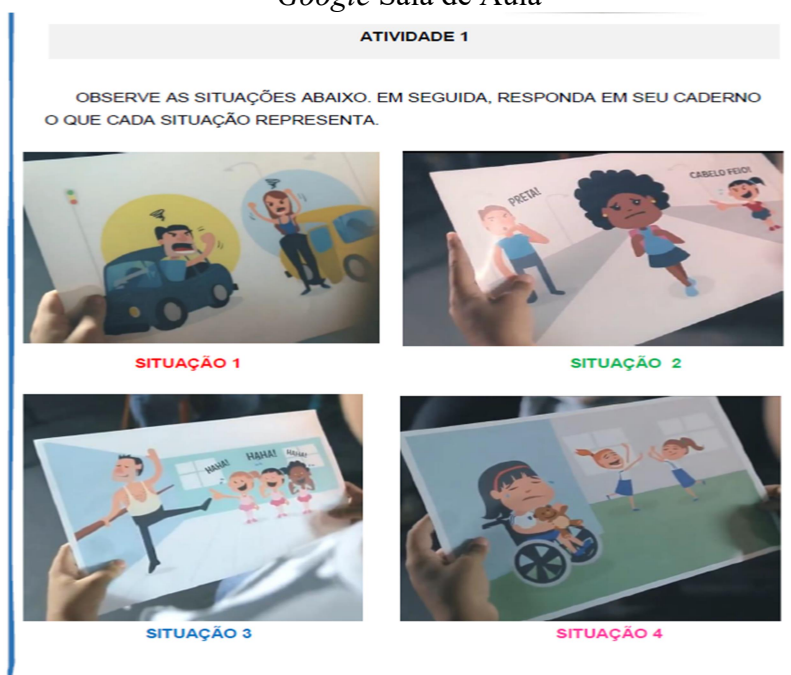 Google Sala de Aula
ATIVIDADE 1
OBSERVE AS SITUAÇÕES ABAIXO. EM SEGUIDA, RESPONDA EM SEU CADERNO
O QUE CADA SITUAÇÃO REPRESENTA.
PRETA!
CABELO FEIO!
SITUAÇÃO 1
SITUAÇÃO 2
HAHA!
HAHA!
HAHA!
SITUAÇÃO 3
SITUAÇÃO 4